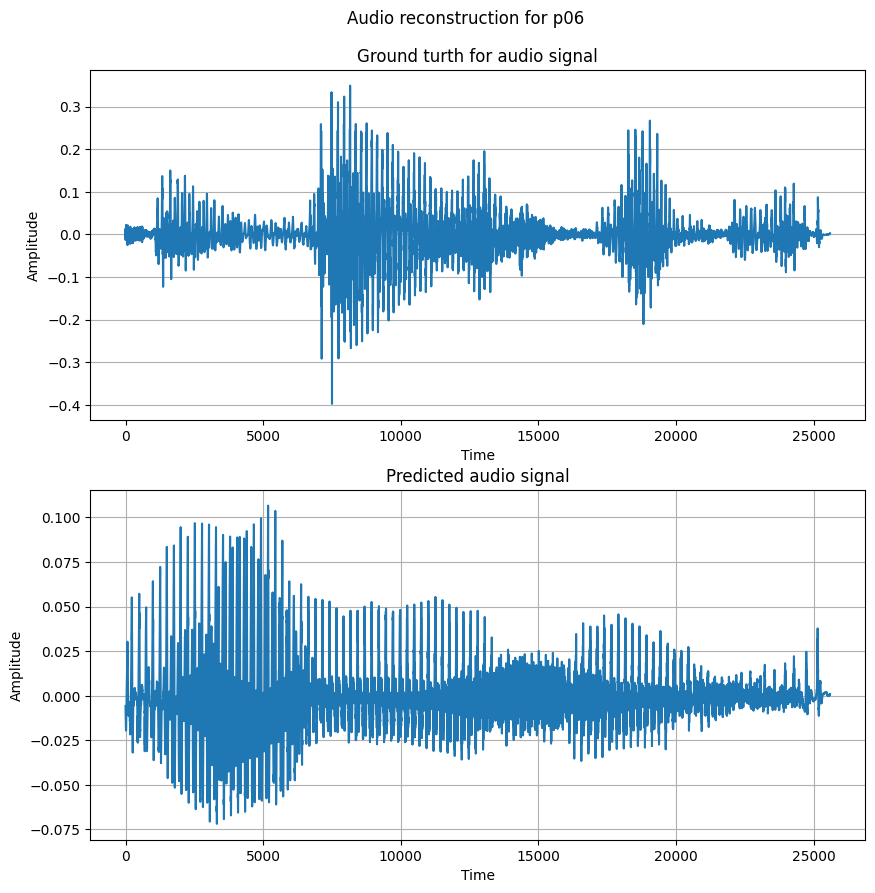 Audio reconstruction for p06
Ground turth for audio signal
0.3
0.2
0.1
0.0
−0.1
−0.2
−0.3
−0.4
Amplitude
0 5000 10000 15000 20000 25000
Time
Predicted audio signal
0.100
0.075
0.050
0.025
0.000
−0.025
−0.050
−0.075
Amplitude
0 5000 10000 15000 20000 25000
Time